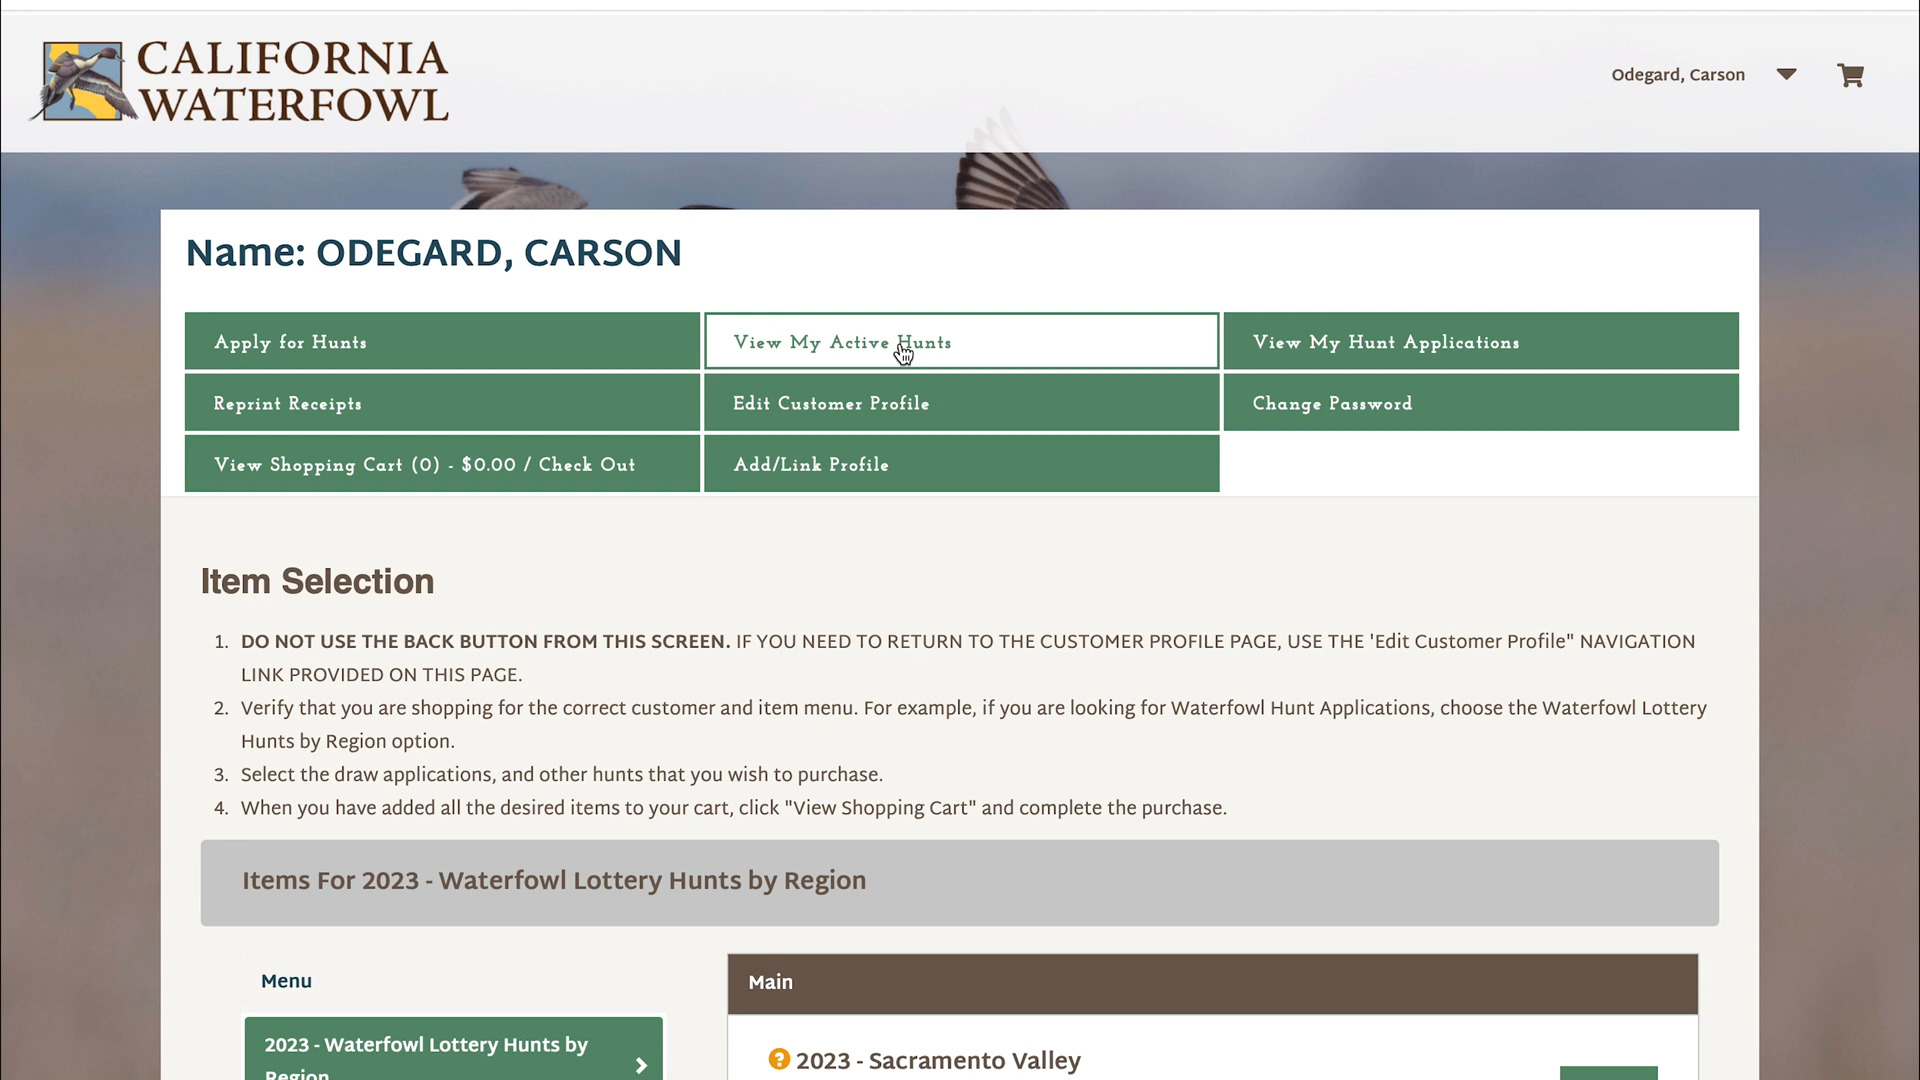 CALIFORNIA
WATERFOWL
Odegard, Carson
Name: ODEGARD, CARSON
Apply for Hunts
View My Active Hunts
View My Hunt Applications
Reprint Receipts
Edit Customer Profile
Change Password
View Shopping Cart (0) - $0.00 / Check Out
Add/Link Profile
Item Selection
1. DO NOT USE THE BACK BUTTON FROM THIS SCREEN. IF YOU NEED TO RETURN TO THE CUSTOMER PROFILE PAGE, USE THE 'Edit Customer Profile" NAVIGATION
LINK PROVIDED ON THIS PAGE.
2. Verify that you are shopping for the correct customer and item menu. For example, if you are looking for Waterfowl Hunt Applications, choose the Waterfowl Lottery
Hunts by Region option.
3. Select the draw applications, and other hunts that you wish to purchase.
4. When you have added all the desired items to your cart, click "View Shopping Cart" and complete the purchase.
Items For 2023 - Waterfowl Lottery Hunts by Region
Menu
Main
2023 - Waterfowl Lottery Hunts by
Region
2023 - Sacramento Valley